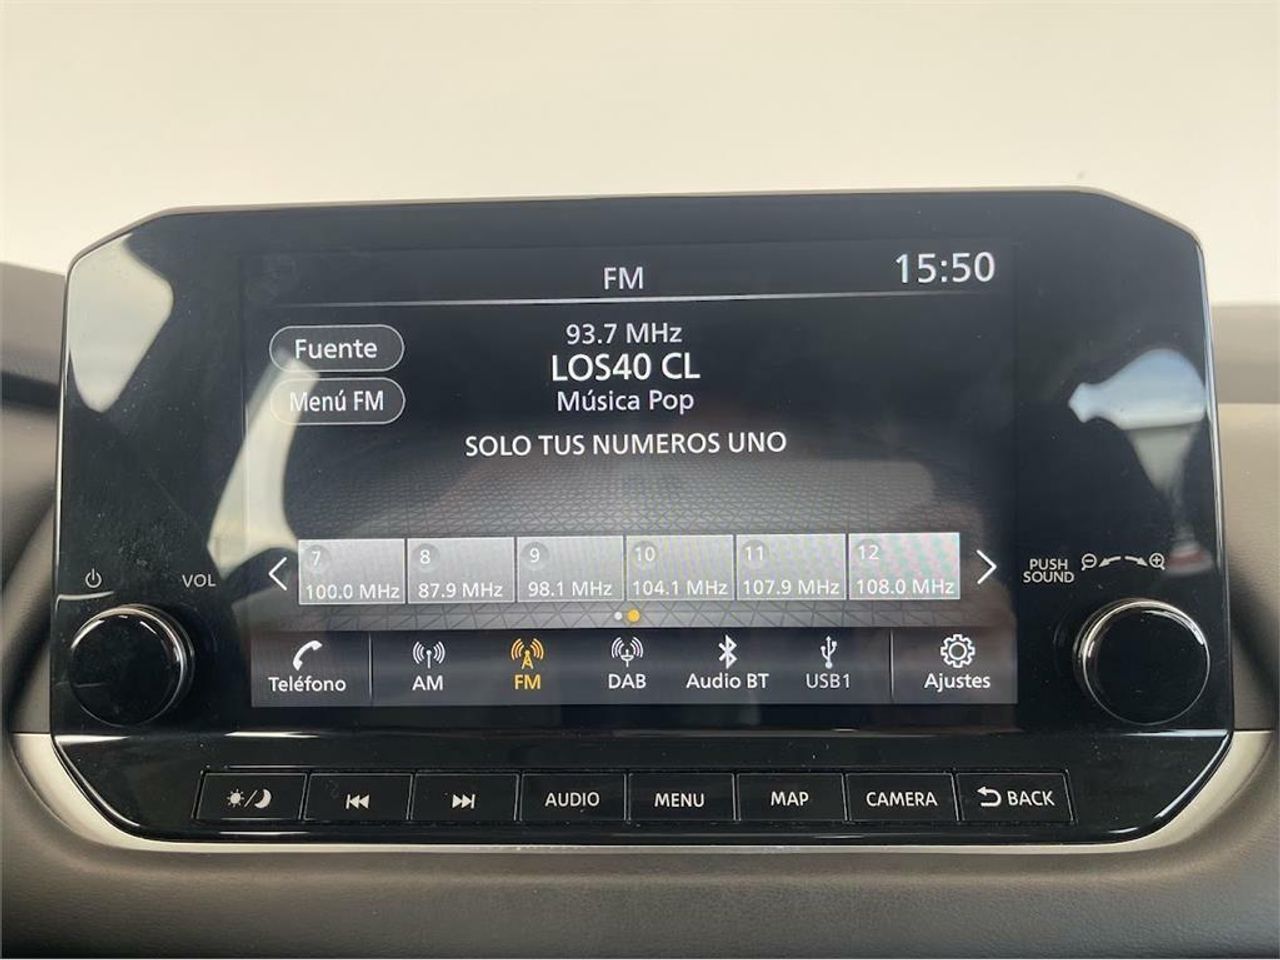 FM
15:50
Fuente
Menú FM
93.7 MHz
LOS40 CL
Música Pop
SOLO TUS NUMEROS UNO
7
100.0 MHz
8
87.9 MHz
9
98.1 MHz
10
104.1 MHz
11
107.9 MHz
12
108.0 MHz
VOL
PUSH
SOUND
Teléfono
AM
FM
DAB
Audio BT
USB1
Ajustes
AUDIO
MENU
MAP
CAMERA
BACK